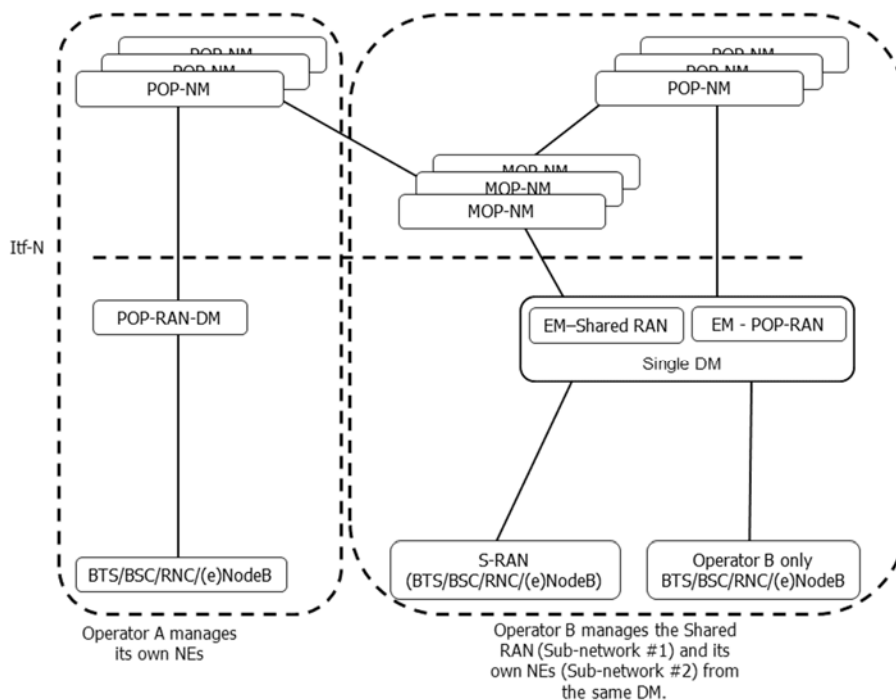 POP-NM
POP-NM
POP-NM
POP-NM
POP-NM
POP-NM
MOP-NM
MOP-NM
MOP-NM
Itf-N
POP-RAN-DM
EM–Shared RAN
EM - POP-RAN
Single DM
BTS/BSC/RNC/(e)NodeB
S-RAN
(BTS/BSC/RNC/(e)NodeB)
Operator B only
BTS/BSC/RNC/(e)NodeB
Operator A manages
its own NEs
Operator B manages the Shared
RAN (Sub-network #1) and its
own NEs (Sub-network #2) from
the same DM.